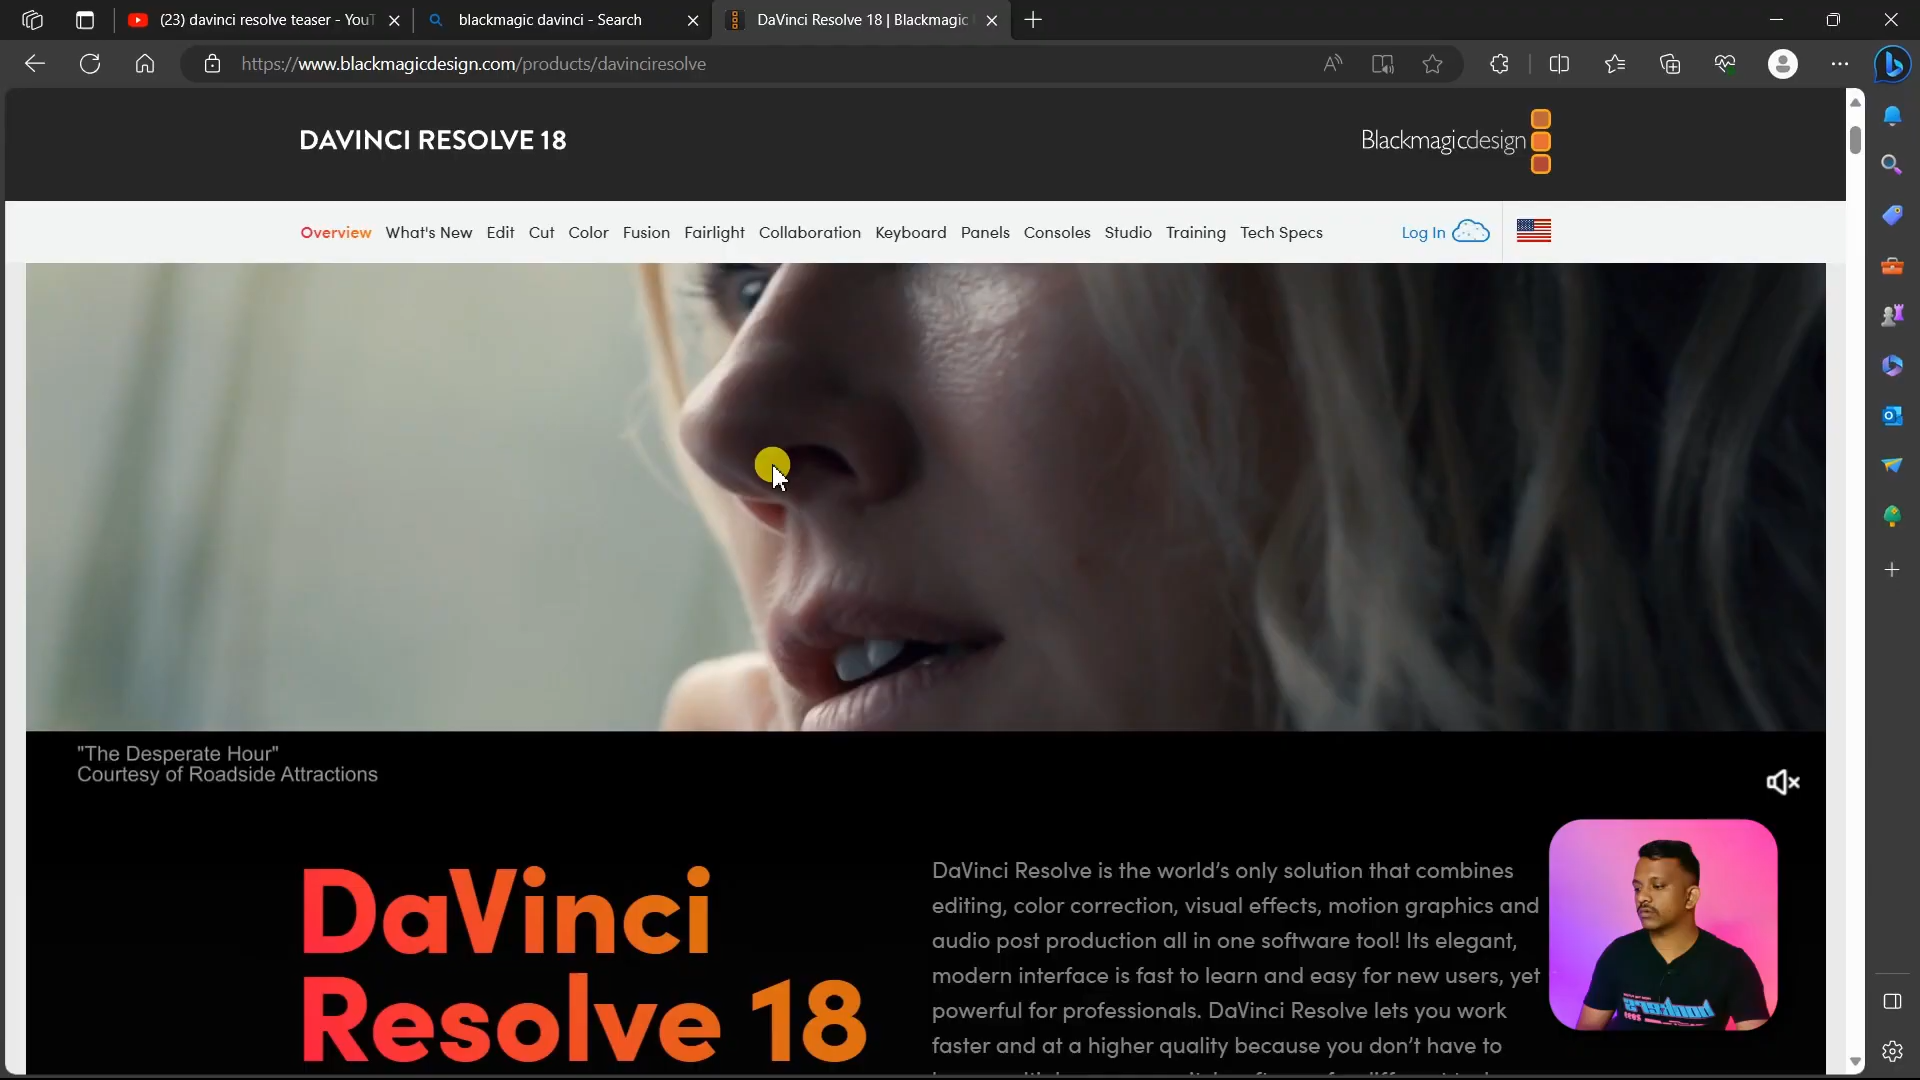 (23) davinci resolve teaser - YouT
blackmagic davinci - Search
DaVinci Resolve 18 | Blackmagic
https://www.blackmagicdesign.com/products/davinciresolve
DAVINCI RESOLVE 18
Blackmagicdesign
Overview What's New Edit Cut Color Fusion Fairlight Collaboration Keyboard Panels Consoles Studio Training Tech Specs Log In
"The Desperate Hour"
Courtesy of Roadside Attractions
DaVinci
Resolve 18
DaVinci Resolve is the world's only solution that combines
editing, color correction, visual effects, motion graphics and
audio post production all in one software tool! Its elegant,
modern interface is fast to learn and easy for new users, yet
powerful for professionals. DaVinci Resolve lets you work
faster and at a higher quality because you don't have to